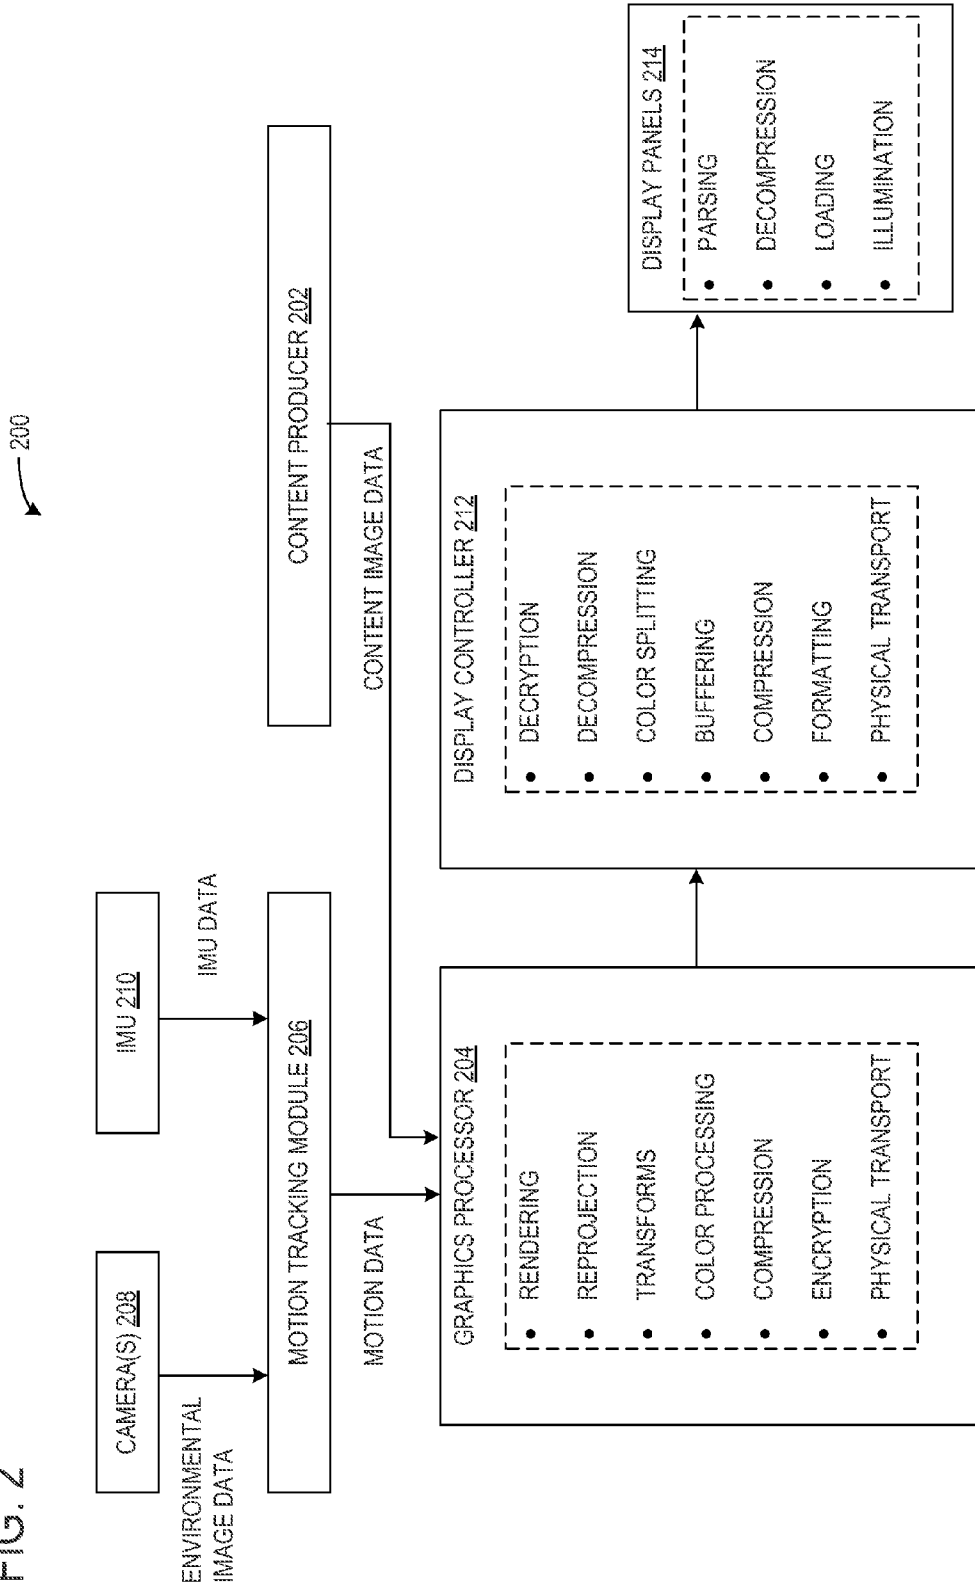 FIG. 2
200
CAMERA(S) 208
IMU 210
ENVIRONMENTAL
IMAGE DATA
IMU DATA
MOTION TRACKING MODULE 206
CONTENT PRODUCER 202
MOTION DATA
CONTENT IMAGE DATA
GRAPHICS PROCESSOR 204
• RENDERING
• REPROJECTION
• TRANSFORMS
• COLOR PROCESSING
• COMPRESSION
• ENCRYPTION
• PHYSICAL TRANSPORT
DISPLAY CONTROLLER 212
• DECRYPTION
• DECOMPRESSION
• COLOR SPLITTING
• BUFFERING
• COMPRESSION
• FORMATTING
• PHYSICAL TRANSPORT
DISPLAY PANELS 214
• PARSING
• DECOMPRESSION
• LOADING
• ILLUMINATION